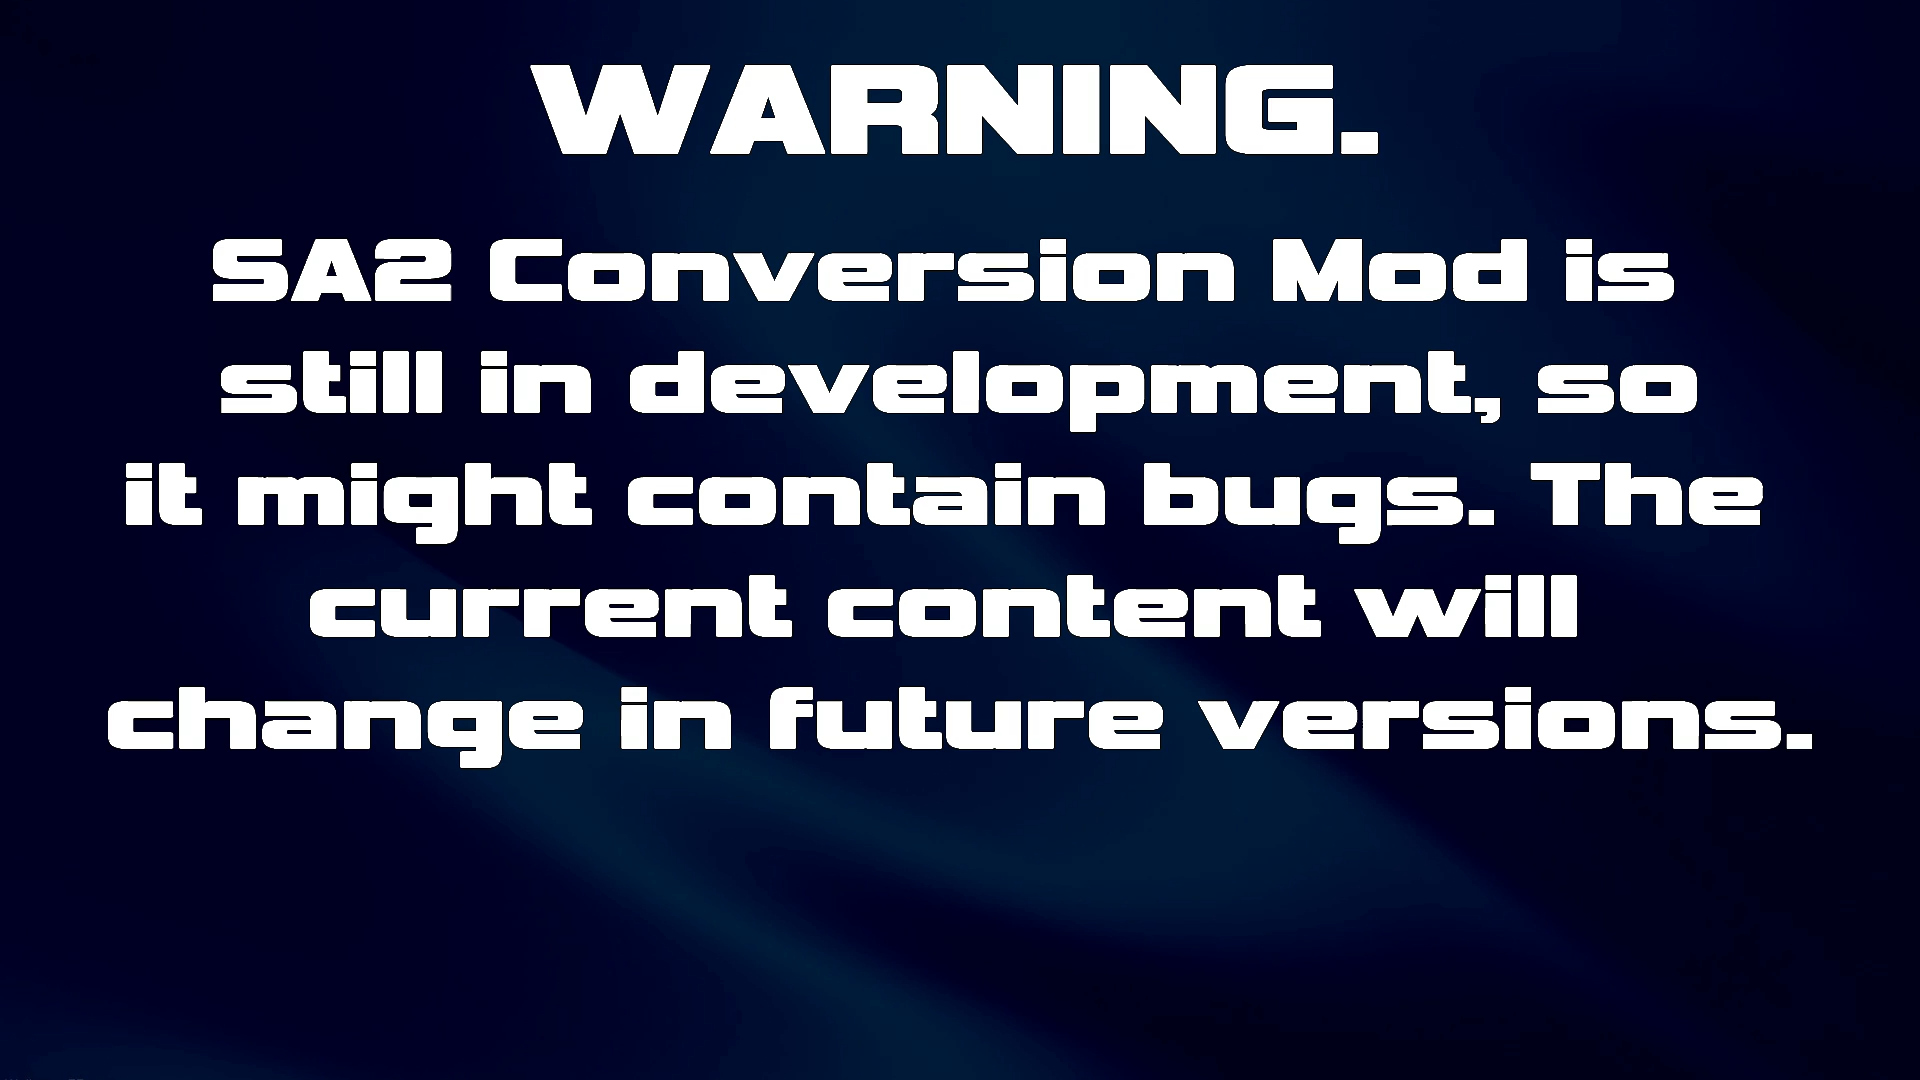 WARNING.
SA2 Conversion Mod is
still in development, so
it might contain bugs. The
current content will
change in future versions.